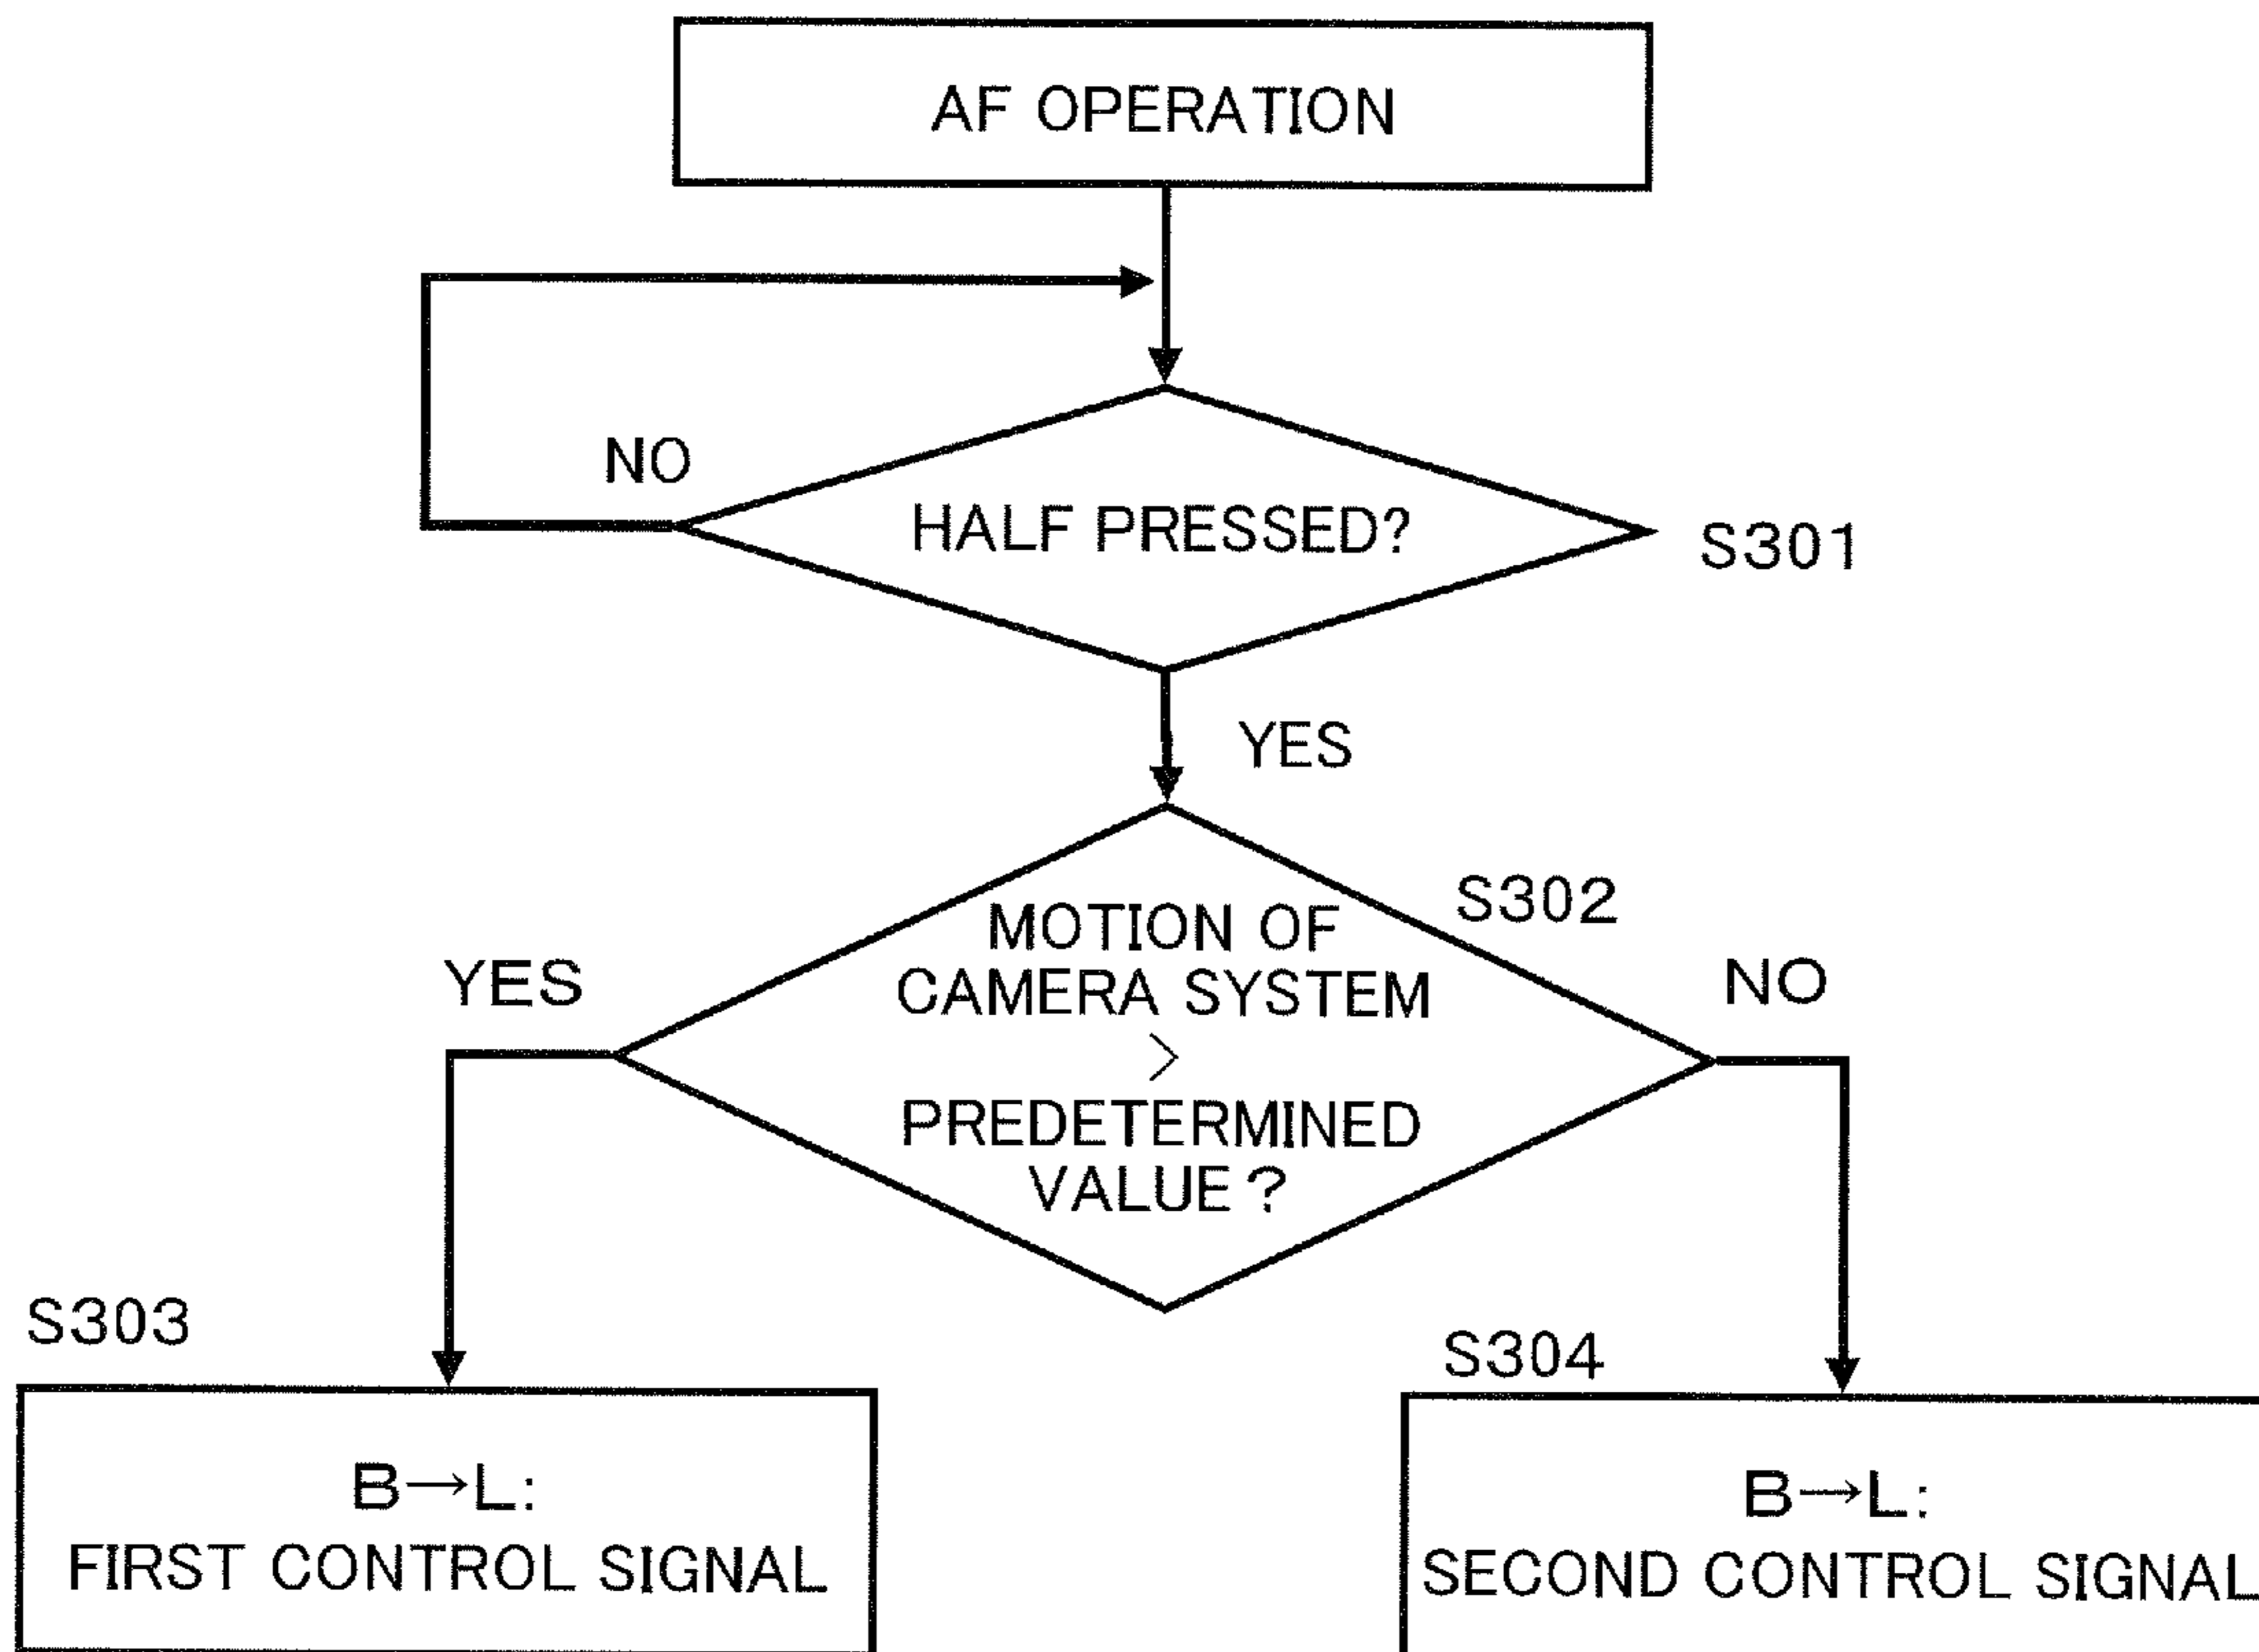 AF OPERATION
NO
HALF PRESSED?
S301
YES
S302
MOTION OF
CAMERA SYSTEM
>
PREDETERMINED
VALUE ?
YES
NO
S303
S304
B→L:
FIRST CONTROL SIGNAL
B→L:
SECOND CONTROL SIGNAL